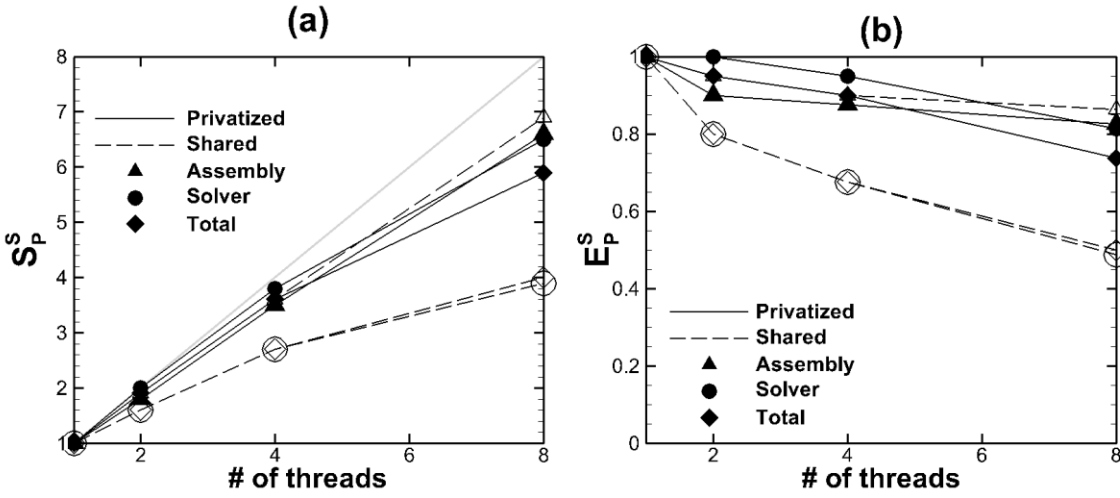 (a)
8
7
6
5
4
3
2
1
S_P^S
Privatized
Shared
Assembly
Solver
Total
2
4
6
8
# of threads
(b)
1
0.8
0.6
0.4
0.2
0
E_P^S
Privatized
Shared
Assembly
Solver
Total
2
4
6
8
# of threads